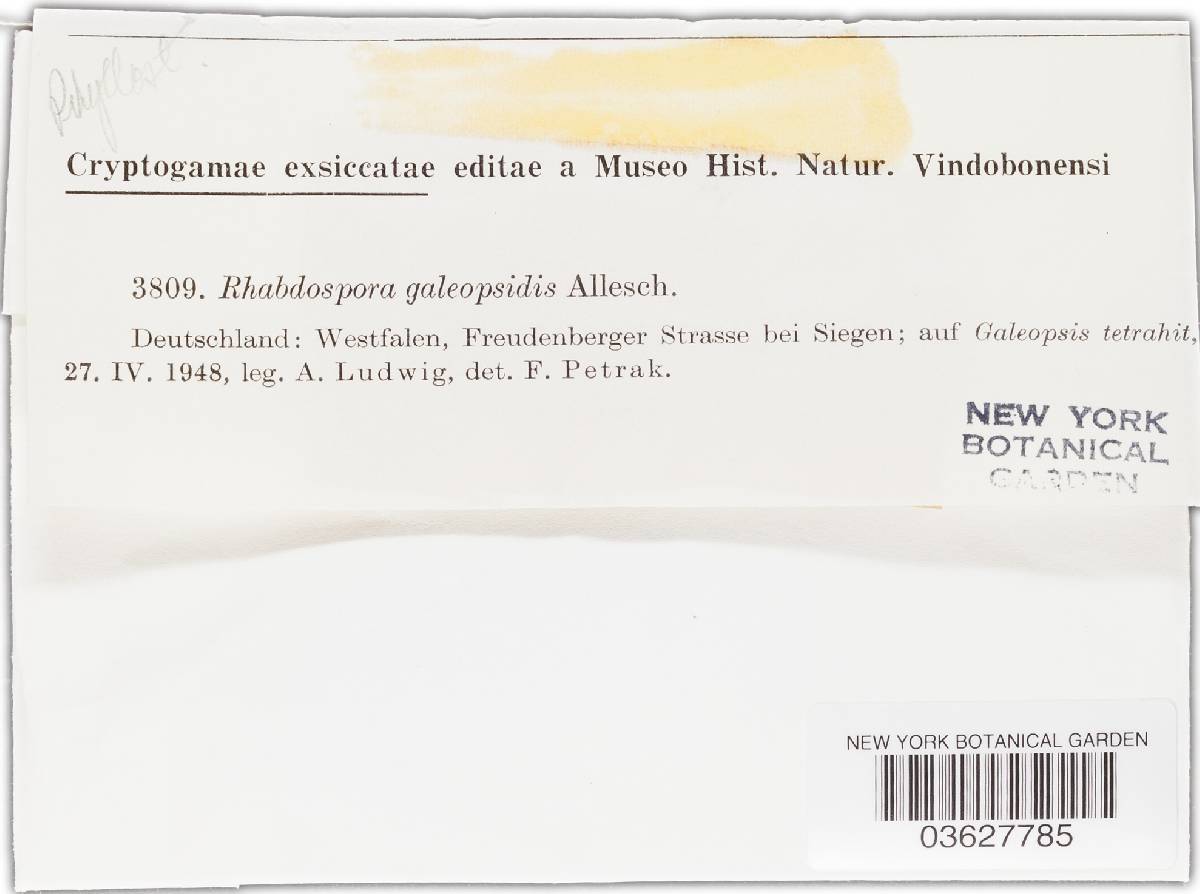 Phyllost.
Cryptogamae exsiccatae editae a Museo Hist. Natur. Vindobonensi
3809. Rhabdospora galeopsidis Allesch.
Deutschland: Westfalen, Freudenberger Strasse bei Siegen; auf Galeopsis tetrahit,
27. IV. 1948, leg. A. Ludwig, det. F. Petrak.
NEW YORK
BOTANICAL
GARDEN
NEW YORK BOTANICAL GARDEN
03627785